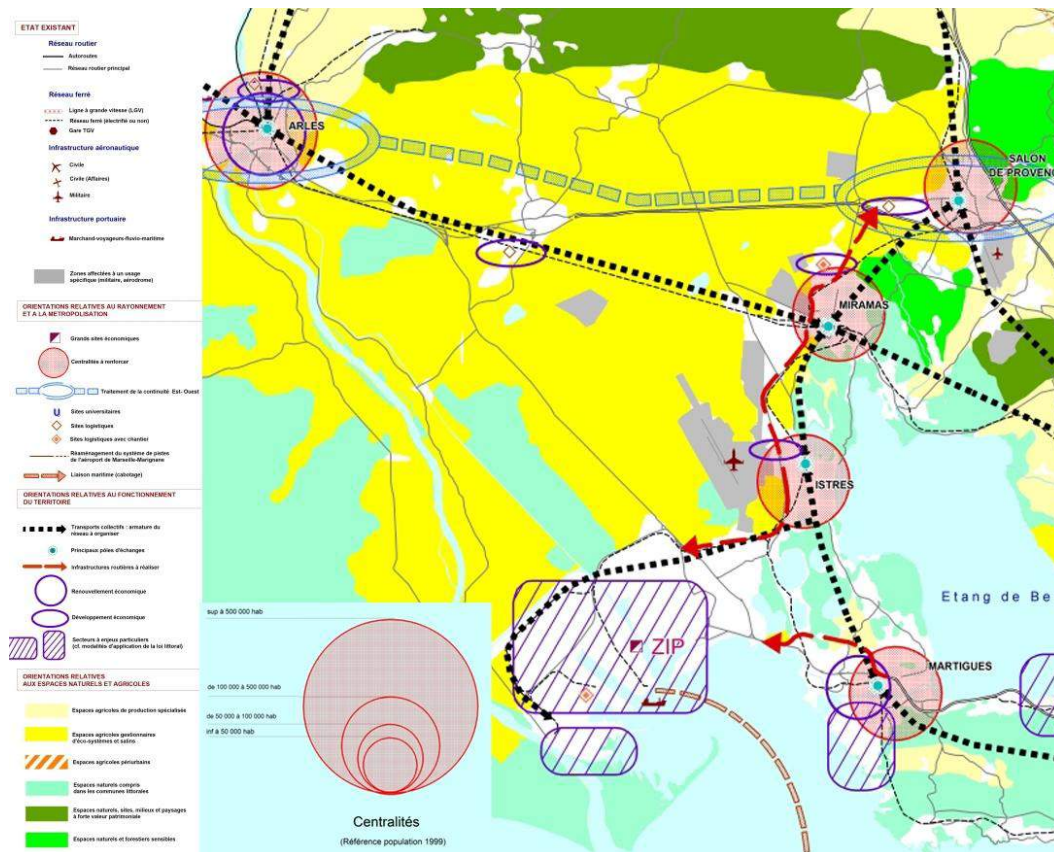 ETAT EXISTANT
Réseau routier
Autoroutes
Réseau routier principal
Réseau ferré
Ligne à grande vitesse (LGV)
Réseau ferré (électrifié ou non)
Gare TGV
Infrastructure aéronautique
Civile
Civile (Affaires)
Militaire
Infrastructure portuaire
Marchand-voyageurs-fluvio-maritime
Zones affectées à un usage
spécifique (militaire, aérodrome)
ORIENTATIONS RELATIVES AU RAYONNEMENT
ET A LA METROPOLISATION
Grands sites économiques
Centralités à renforcer
Traitement de la continuité Est- Ouest
U Sites universitaires
Sites logistiques
Sites logistiques avec chantier
Réaménagement du système de pistes
de l'aéroport de Marseille-Marignane
Liaison maritime (cabotage)
ORIENTATIONS RELATIVES AU FONCTIONNEMENT
DU TERRITOIRE
Transports collectifs : armature du
réseau à organiser
Principaux pôles d'échanges
Infrastructures routières à réaliser
Renouvellement économique
Développement économique
Secteurs à enjeux particuliers
(cf. modalités d'application de la loi littoral)
ORIENTATIONS RELATIVES
AUX ESPACES NATURELS ET AGRICOLES
Espaces agricoles de production spécialisée
Espaces agricoles gestionnaires
d'éco-systèmes et salins
Espaces agricoles périurbains
Espaces naturels compris
dans les communes littorales
Espaces naturels, sites, milieux et paysages
à forte valeur patrimoniale
Espaces naturels et forestiers sensibles
ARLES
SALON
DE PROVENC
MIRAMAS
ISTRES
Etang de Be
ZIP
MARTIGUES
sup à 500 000 hab
de 100 000 à 500 000 hab
de 50 000 à 100 000 hab
inf à 50 000 hab
Centralités
(Référence population 1999)